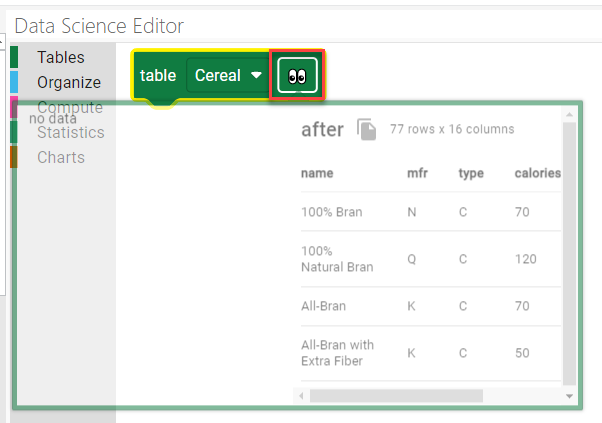 Data Science Editor
Tables
Organize
Compute
Statistics
Charts
table Cereal
no data
after 77 rows x 16 columns
name mfr type calories
100% Bran N C 70
100%
Natural Bran Q C 120
All-Bran K C 70
All-Bran with
Extra Fiber K C 50